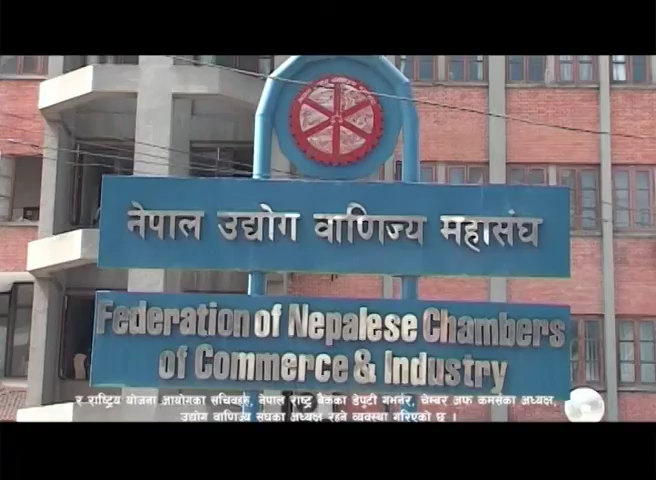 नेपाल उद्योग वाणिज्य महासंघ
Federation of Nepalese Chambers
of Commerce & Industry
र राष्ट्रिय योजना आयोगका सचिवहरु, नेपाल राष्ट्र बैंकका डेपुटी गभर्नर, चेम्बर अफ कमर्सका अध्यक्ष,
उद्योग वाणिज्य संघका अध्यक्ष रहने व्यवस्था गरिएको छ ।